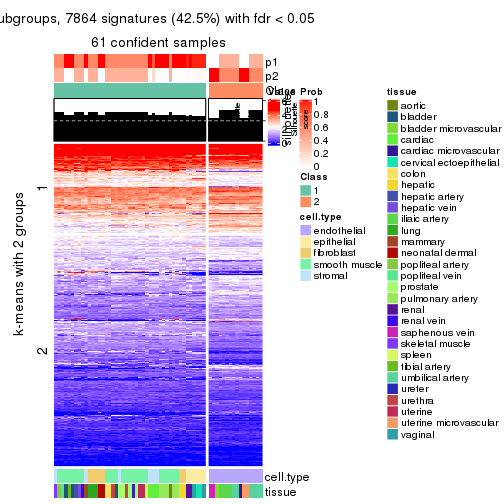 ubgroups, 7864 signatures (42.5%) with fdr < 0.05
61 confident samples
p1
p2
Class
silhouette
score
1
2
k-means with 2 groups
cell.type
tissue
Value
Prob
1
0.8
0.6
0.4
0.2
0
Class
1
2
cell.type
endothelial
epithelial
fibroblast
smooth muscle
stromal
tissue
aortic
bladder
bladder microvascular
cardiac
cardiac microvascular
cervical ectoepithelial
colon
hepatic
hepatic artery
hepatic vein
iliaic artery
lung
mammary
neonatal dermal
popliteal artery
popliteal vein
prostate
pulmonary artery
renal
renal vein
saphenous vein
skeletal muscle
spleen
tibial artery
umbilical artery
ureter
urethra
uterine
uterine microvascular
vaginal